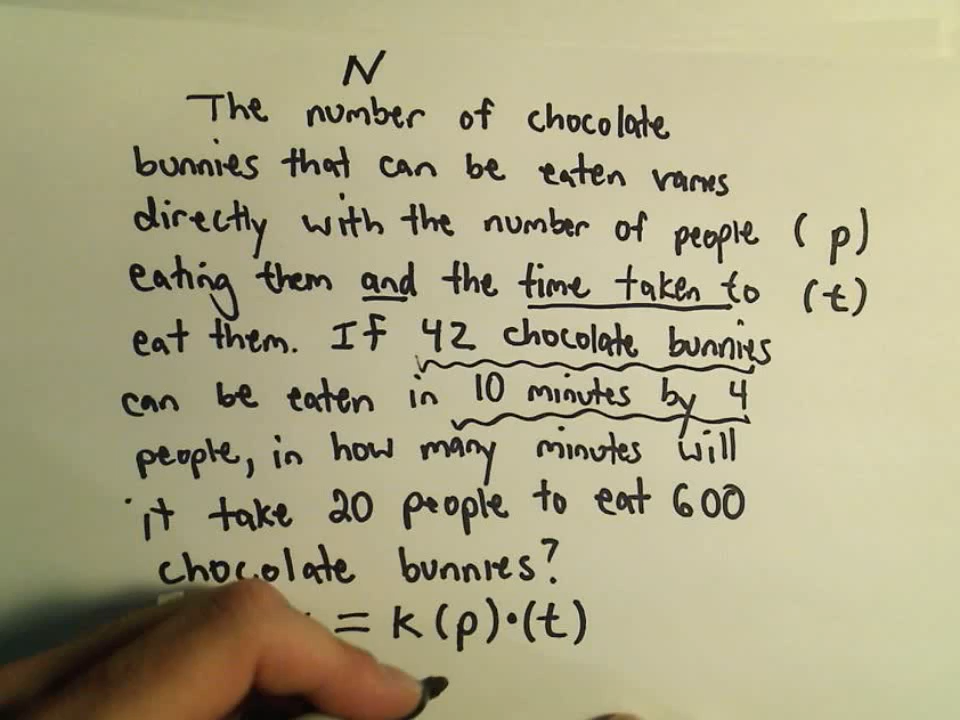 N
The number of chocolate
bunnies that can be eaten varies
directly with the number of people (p)
eating them and the time taken to (t)
eat them. If 42 chocolate bunnies
can be eaten in 10 minutes by 4
people, in how many minutes will
it take 20 people to eat 600
chocolate bunnies?
= k(p)·(t)